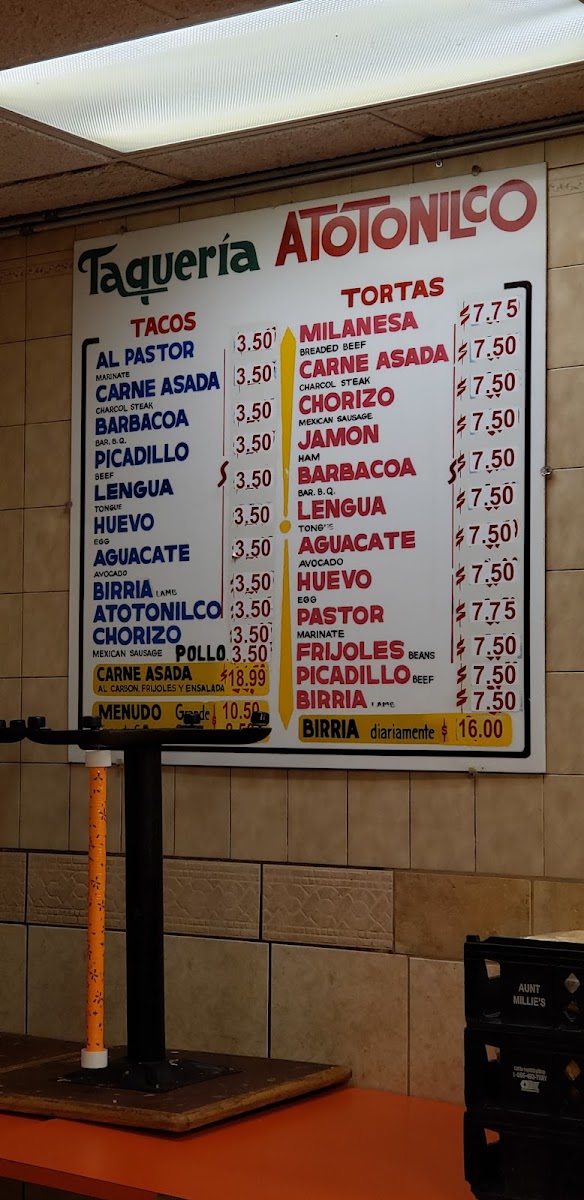 Taquería ATOTONILCO
TACOS
AL PASTOR 3.50
MARINATE
CARNE ASADA 3.50
CHARCOL STEAK
BARBACOA 3.50
BAR. B.Q.
PICADILLO 3.50
BEEF
LENGUA 3.50
TONGUE
HUEVO 3.50
EGG
AGUACATE 3.50
AVOCADO
BIRRIA LAMB 3.50
ATOTONILCO 3.50
CHORIZO 3.50
MEXICAN SAUSAGE POLLO 3.50
$
CARNE ASADA $18.99
AL CARBON, FRIJOLES Y ENSALADA
MENUDO Grande $ 10.50
TORTAS
MILANESA $7.75
BREADED BEEF
CARNE ASADA $7.50
CHARCOL STEAK
CHORIZO $7.50
MEXICAN SAUSAGE
JAMON $7.50
HAM
BARBACOA $7.50
BAR. B.Q.
LENGUA $7.50
TONGUE
AGUACATE $7.50
AVOCADO
HUEVO $7.50
EGG
PASTOR $7.75
MARINATE
FRIJOLES BEANS $7.50
PICADILLO BEEF $7.50
BIRRIA LAMB $7.50
$
BIRRIA diariamente $ 16.00
AUNT
MILLIE'S